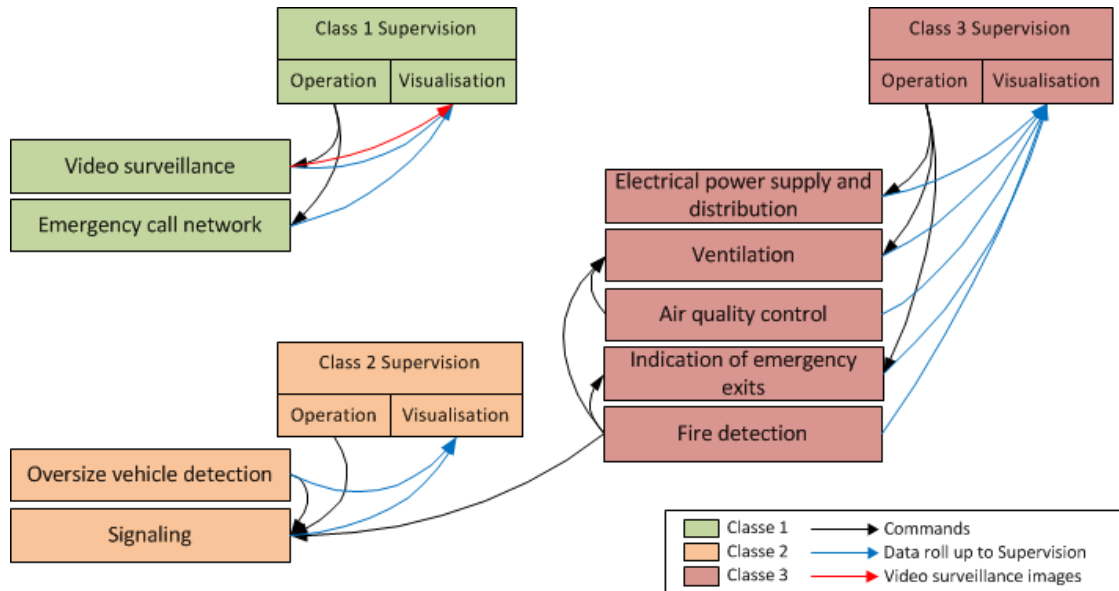 Class 1 Supervision
Operation
Visualisation
Video surveillance
Emergency call network
Class 3 Supervision
Operation
Visualisation
Electrical power supply and
distribution
Ventilation
Air quality control
Indication of emergency
exits
Fire detection
Class 2 Supervision
Operation
Visualisation
Oversize vehicle detection
Signaling
Classe 1
Commands
Classe 2
Data roll up to Supervision
Classe 3
Video surveillance images